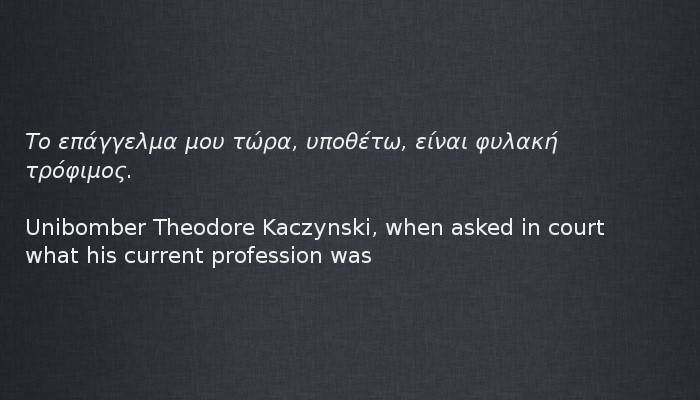 Το επάγγελμα μου τώρα, υποθέτω, είναι φυλακή
τρόφιμος.
Unibomber Theodore Kaczynski, when asked in court
what his current profession was